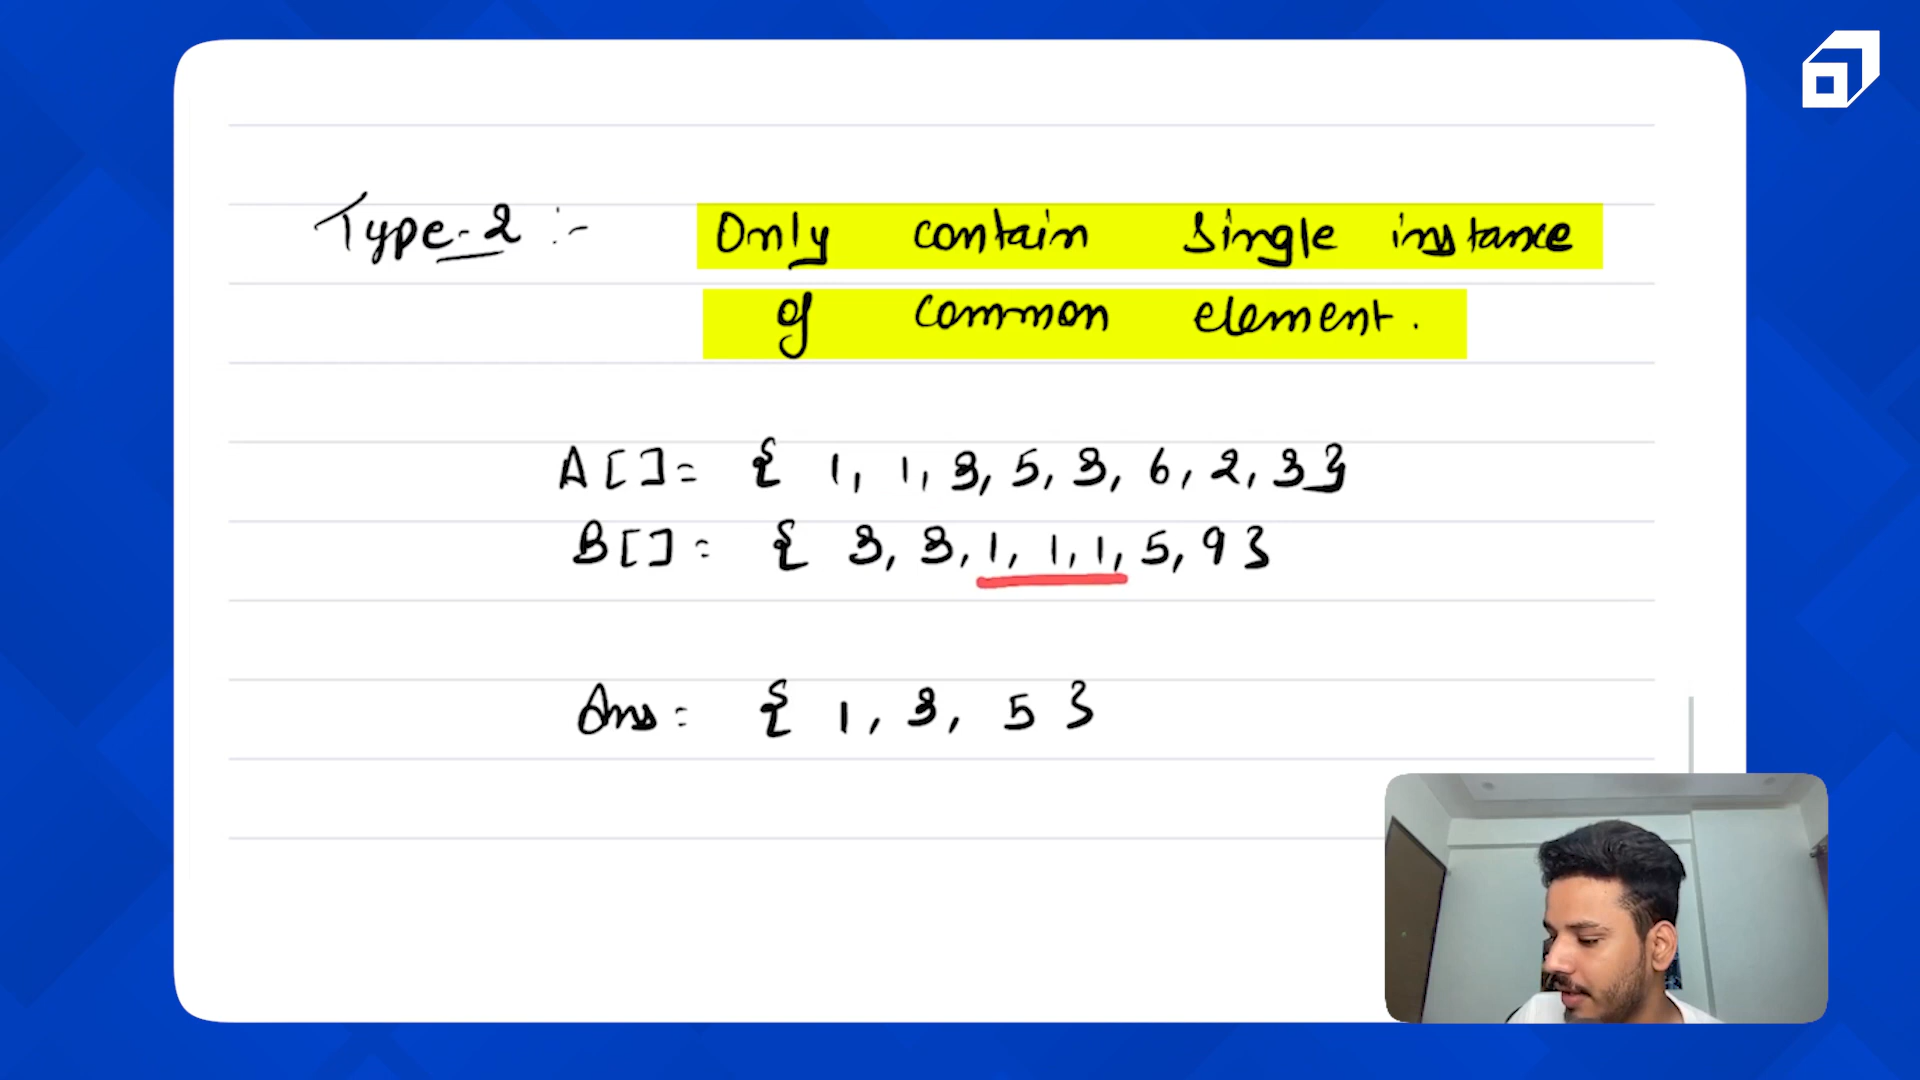 Type-2 :-
Only contain single instance
of common element.
A[]= { 1, 1, 3, 5, 3, 6, 2, 3 }
B[]= { 3, 3, 1, 1, 1, 5, 9 }
Ans= { 1, 3, 5 }